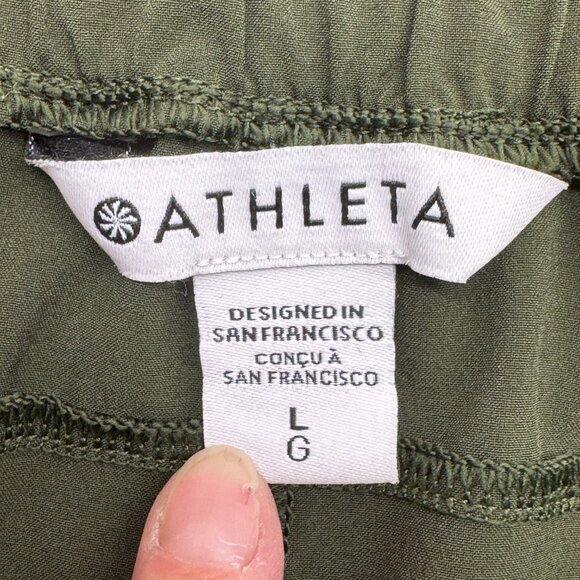 ATHLETA
DESIGNED IN
SAN FRANCISCO
CONÇU À
SAN FRANCISCO
L
G